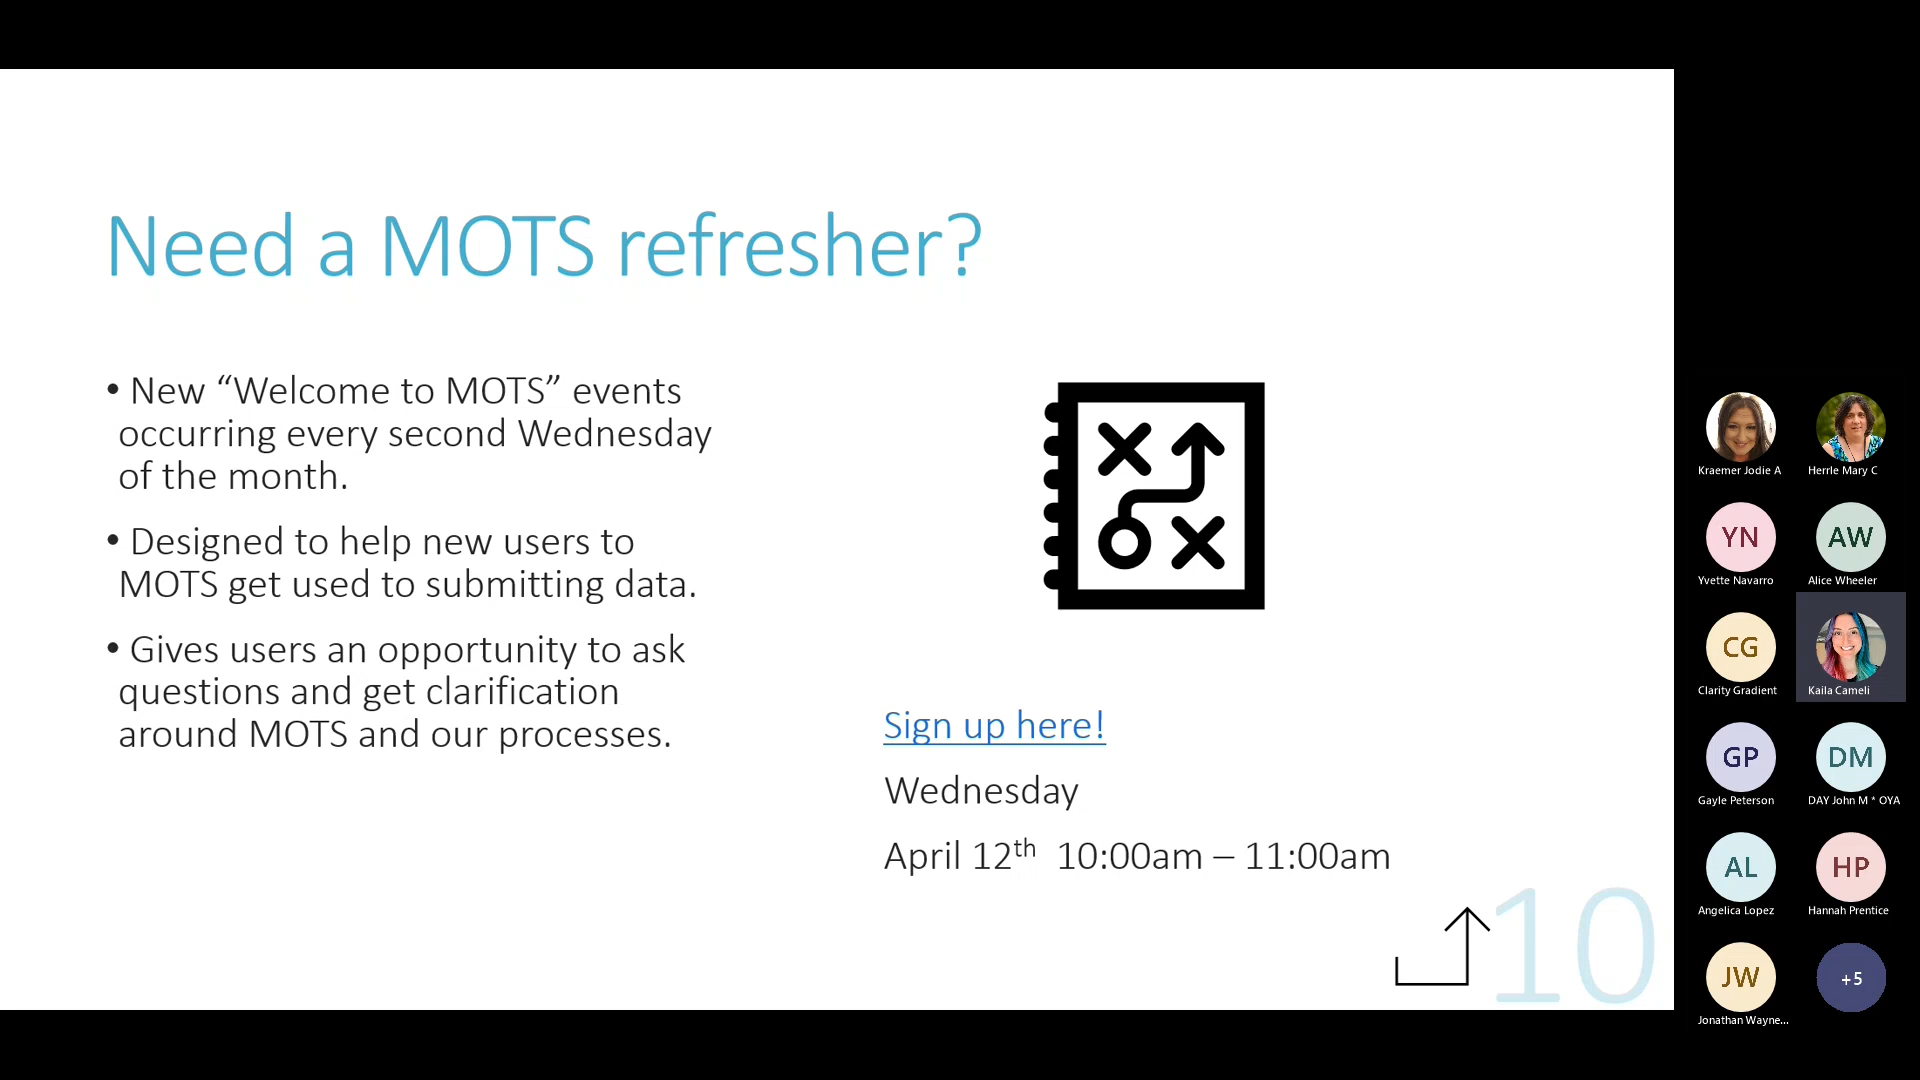 Need a MOTS refresher?
• New “Welcome to MOTS” events
occurring every second Wednesday
of the month.
• Designed to help new users to
MOTS get used to submitting data.
• Gives users an opportunity to ask
questions and get clarification
around MOTS and our processes.
Sign up here!
Wednesday
April 12th 10:00am – 11:00am
10
Kraemer Jodie A
Herrle Mary C
YN
Yvette Navarro
AW
Alice Wheeler
CG
Clarity Gradient
Kaila Cameli
GP
Gayle Peterson
DM
DAY John M * OYA
AL
Angelica Lopez
HP
Hannah Prentice
JW
Jonathan Wayne...
+5